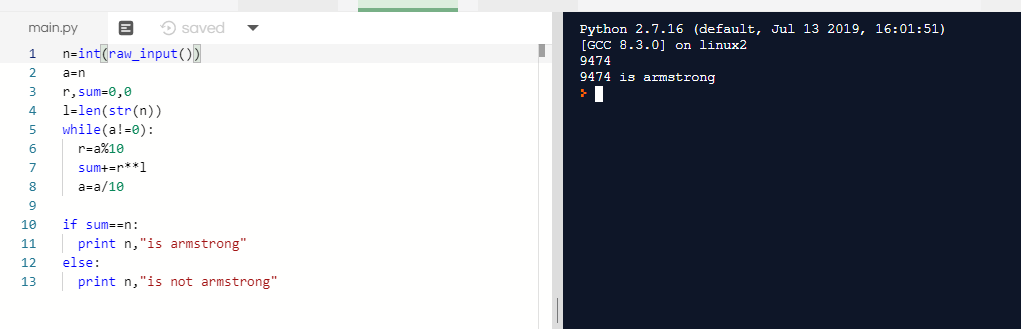 main.py saved
1 n=int(raw_input())
2 a=n
3 r,sum=0,0
4 l=len(str(n))
5 while(a!=0):
6 r=a%10
7 sum+=r**l
8 a=a/10
9
10 if sum==n:
11 print n,"is armstrong"
12 else:
13 print n,"is not armstrong"
Python 2.7.16 (default, Jul 13 2019, 16:01:51)
[GCC 8.3.0] on linux2
9474
9474 is armstrong
>